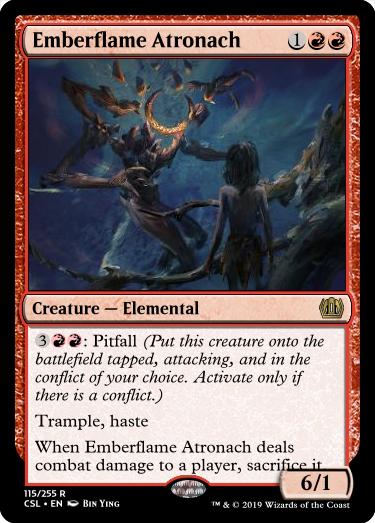 Emberflame Atronach 1
Creature — Elemental
3: Pitfall (Put this creature onto the
battlefield tapped, attacking, and in the
conflict of your choice. Activate only if
there is a conflict.)
Trample, haste
When Emberflame Atronach deals
combat damage to a player, sacrifice it
6/1
115/255 R
CSL • EN Bin Ying
™ & © 2019 Wizards of the Coast